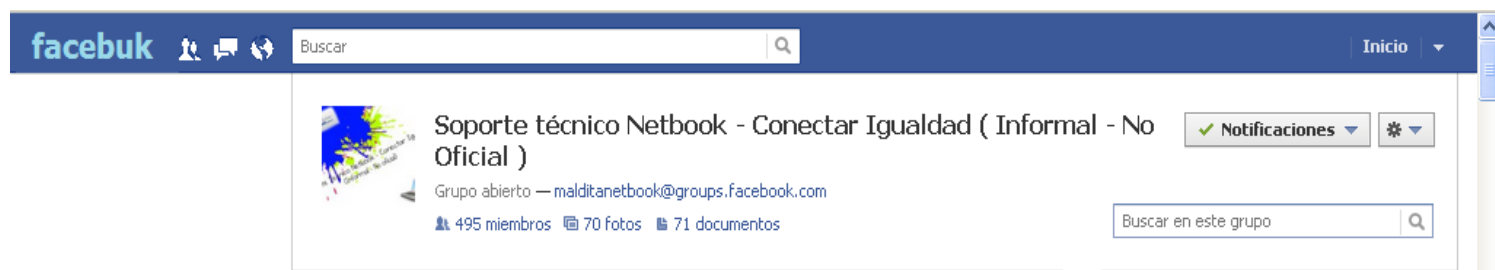 facebuk Buscar Inicio
Soporte técnico Netbook - Conectar Igualdad ( Informal - No
Oficial )
Notificaciones
Grupo abierto — malditanetbook@groups.facebook.com
495 miembros 70 fotos 71 documentos
Buscar en este grupo